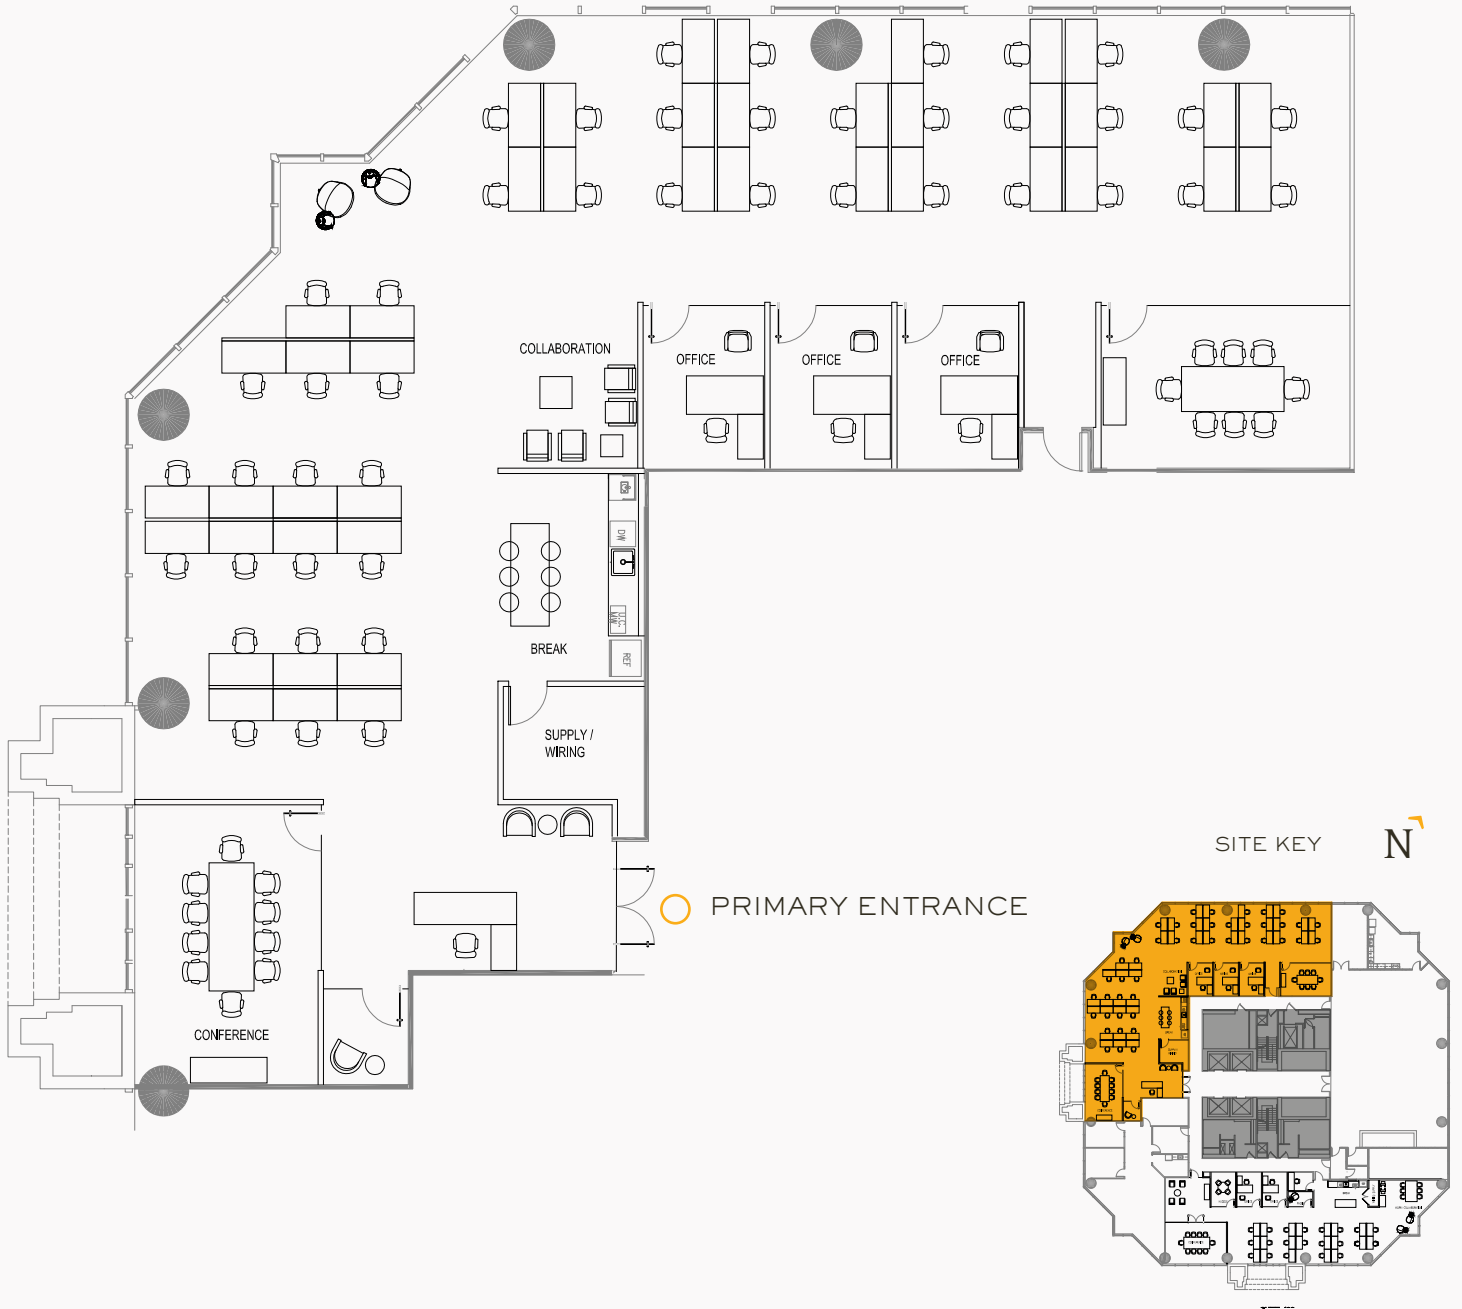 COLLABORATION
OFFICE
OFFICE
OFFICE
DW
BREAK
REF
SUPPLY /
WIRING
PRIMARY ENTRANCE
CONFERENCE
SITE KEY
N